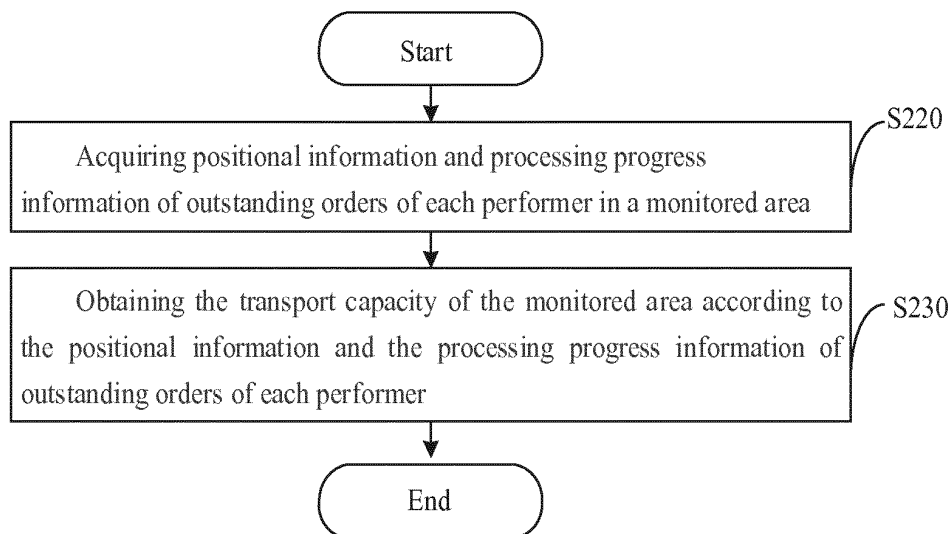 Start
S220
Acquiring positional information and processing progress
information of outstanding orders of each performer in a monitored area
S230
Obtaining the transport capacity of the monitored area according to
the positional information and the processing progress information of
outstanding orders of each performer
End